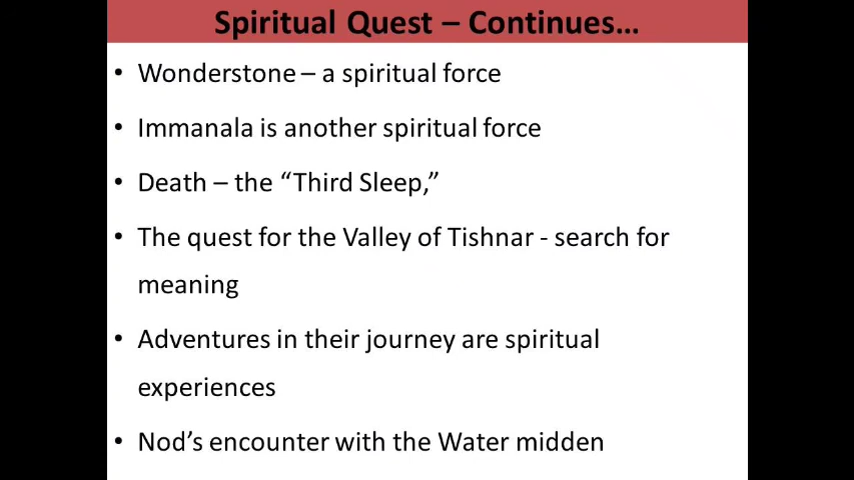 Spiritual Quest – Continues…
• Wonderstone – a spiritual force
• Immanala is another spiritual force
• Death – the “Third Sleep,”
• The quest for the Valley of Tishnar - search for
meaning
• Adventures in their journey are spiritual
experiences
• Nod’s encounter with the Water midden